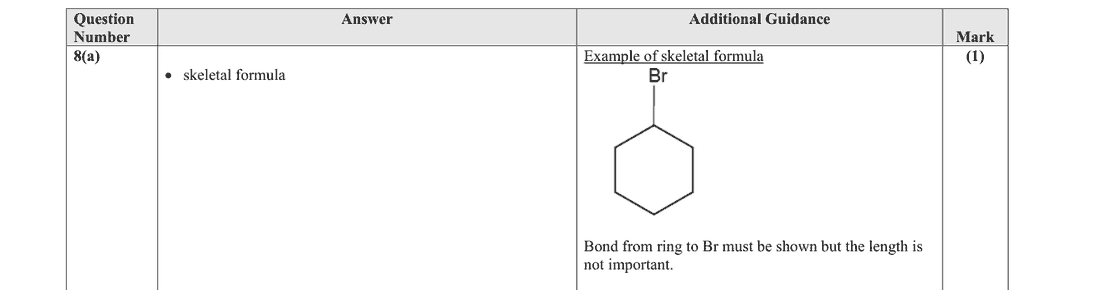 Question Number
Answer
Additional Guidance
Mark
8(a)
• skeletal formula
Example of skeletal formula
Br
Bond from ring to Br must be shown but the length is
not important.
(1)